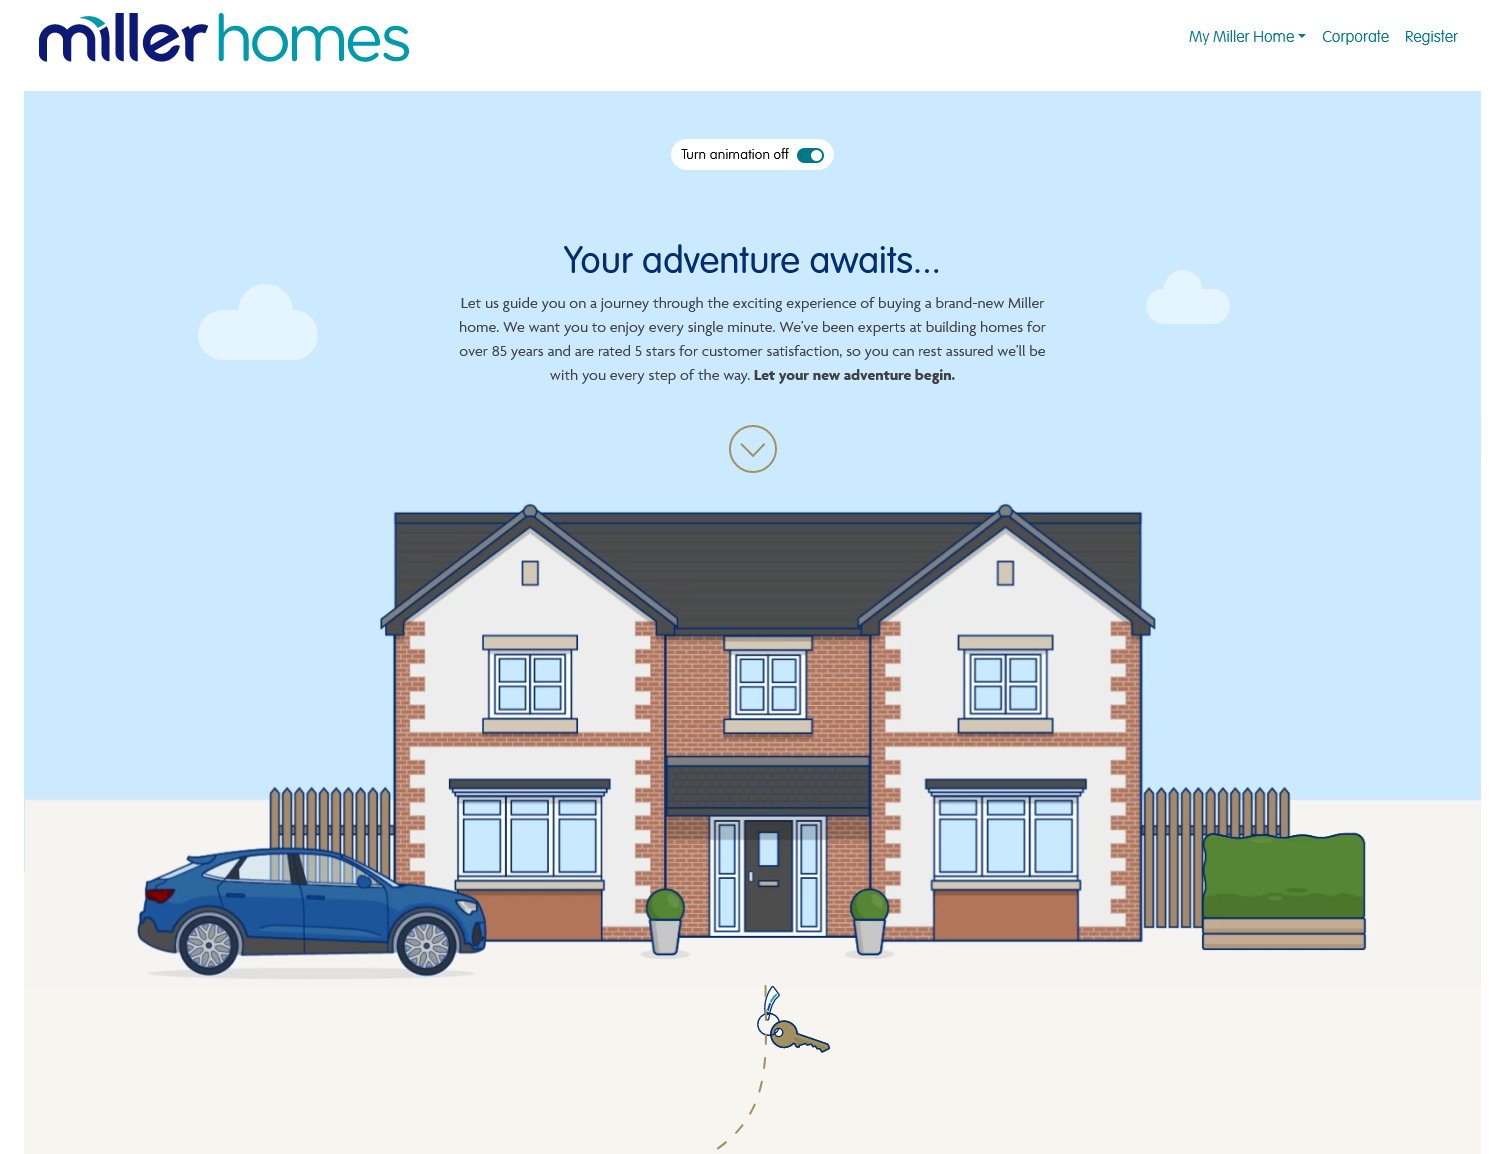 miller homes
My Miller Home
Corporate
Register
Turn animation off
Your adventure awaits...
Let us guide you on a journey through the exciting experience of buying a brand-new Miller
home. We want you to enjoy every single minute. We've been experts at building homes for
over 85 years and are rated 5 stars for customer satisfaction, so you can rest assured we'll be
with you every step of the way. Let your new adventure begin.